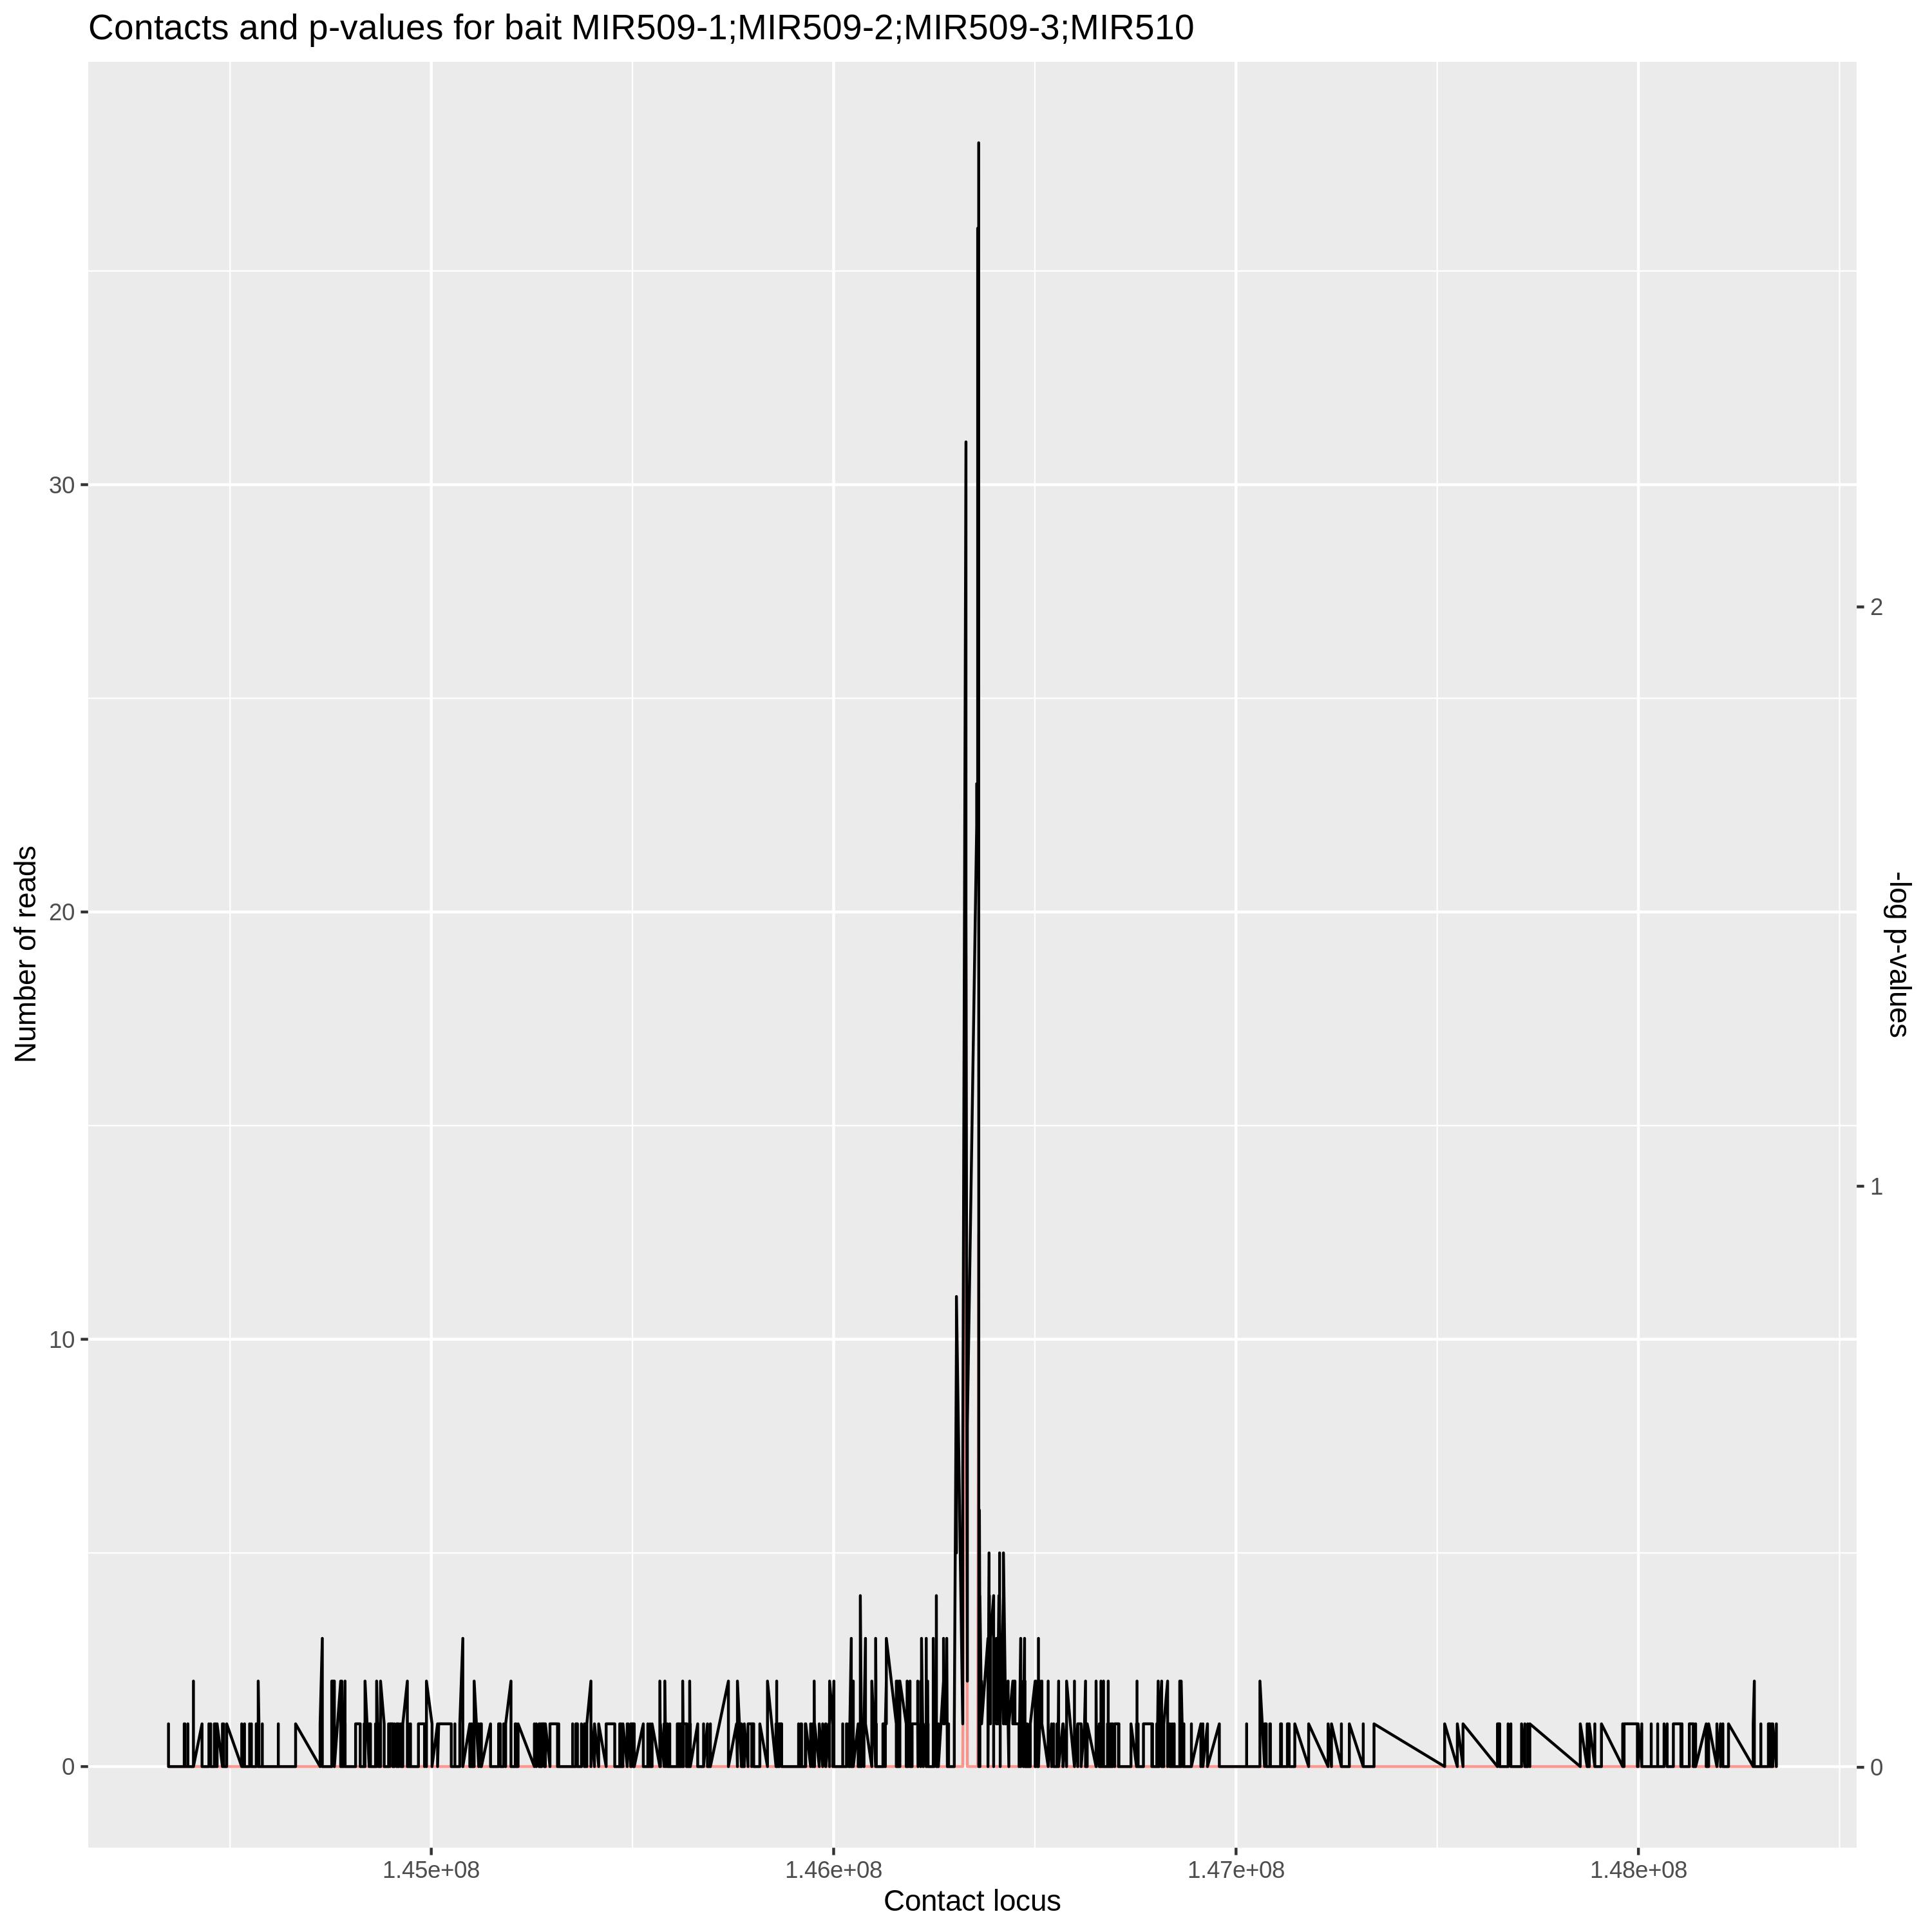 Contacts and p-values for bait MIR509-1;MIR509-2;MIR509-3;MIR510
Number of reads
30
20
10
0
-log p-values
2
1
0
1.45e+08
1.46e+08
1.47e+08
1.48e+08
Contact locus